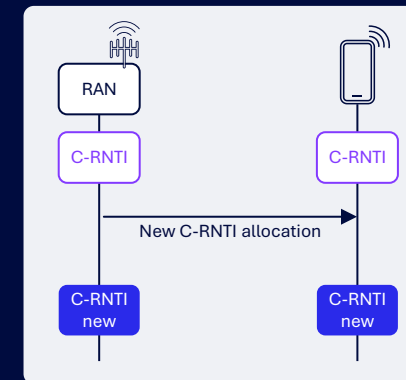 RAN
C-RNTI
C-RNTI
New C-RNTI allocation
C-RNTI
new
C-RNTI
new